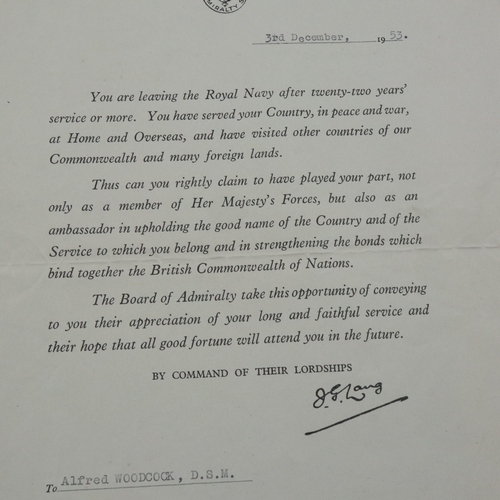 ADMIRALTY S
3rd December, 1953.
You are leaving the Royal Navy after twenty-two years'
service or more. You have served your Country, in peace and war,
at Home and Overseas, and have visited other countries of our
Commonwealth and many foreign lands.
Thus can you rightly claim to have played your part, not
only as a member of Her Majesty's Forces, but also as an
ambassador in upholding the good name of the Country and of the
Service to which you belong and in strengthening the bonds which
bind together the British Commonwealth of Nations.
The Board of Admiralty take this opportunity of conveying
to you their appreciation of your long and faithful service and
their hope that all good fortune will attend you in the future.
BY COMMAND OF THEIR LORDSHIPS
J.G. Lang
To Alfred WOODCOCK, D.S.M.